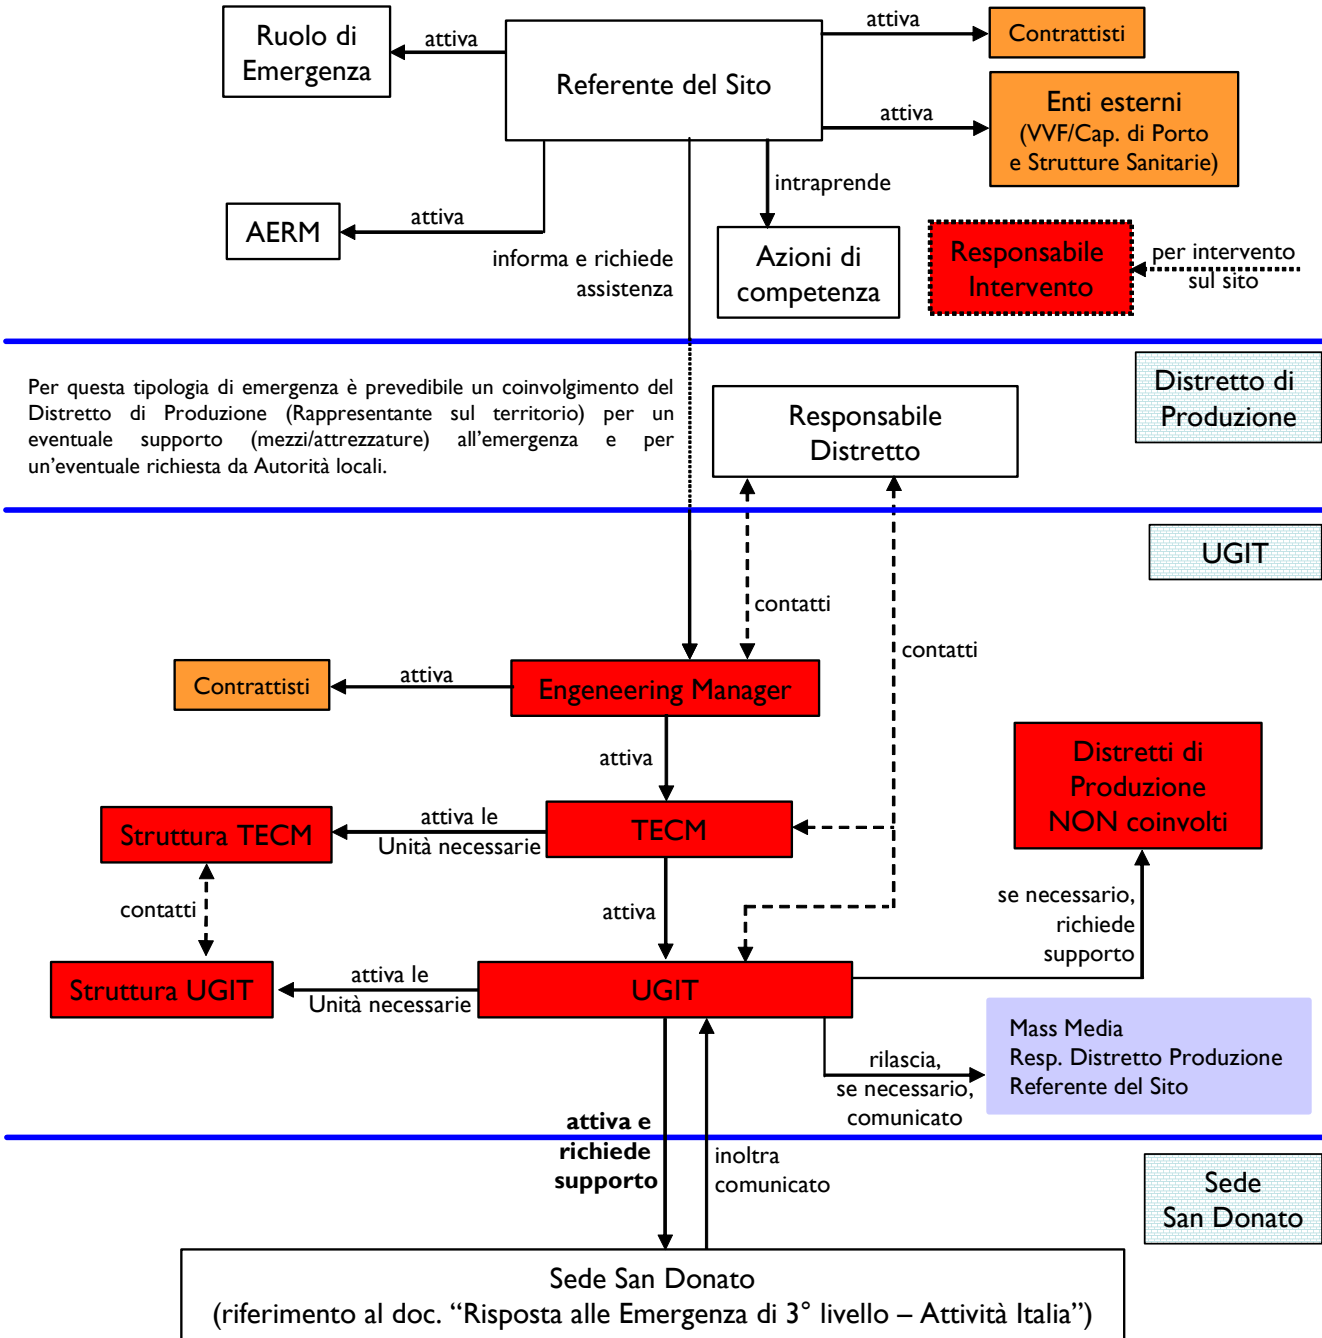 Ruolo di
Emergenza
attiva
Referente del Sito
attiva
Contrattisti
attiva
Enti esterni
(VVF/Cap. di Porto
e Strutture Sanitarie)
AERM
attiva
informa e richiede
assistenza
intraprende
Azioni di
competenza
Responsabile
Intervento
per intervento
sul sito
Distretto di
Produzione
Per questa tipologia di emergenza è prevedibile un coinvolgimento del
Distretto di Produzione (Rappresentante sul territorio) per un
eventuale supporto (mezzi/attrezzature) all'emergenza e per
un'eventuale richiesta da Autorità locali.
Responsabile
Distretto
UGIT
contatti
contatti
Contrattisti
attiva
Engeneering Manager
attiva
Distretti di
Produzione
NON coinvolti
Struttura TECM
attiva le
Unità necessarie
TECM
contatti
attiva
se necessario,
richiede
supporto
Struttura UGIT
attiva le
Unità necessarie
UGIT
rilascia,
se necessario,
comunicato
Mass Media
Resp. Distretto Produzione
Referente del Sito
attiva e
richiede
supporto
inoltra
comunicato
Sede
San Donato
Sede San Donato
(riferimento al doc. “Risposta alle Emergenza di 3° livello – Attività Italia”)